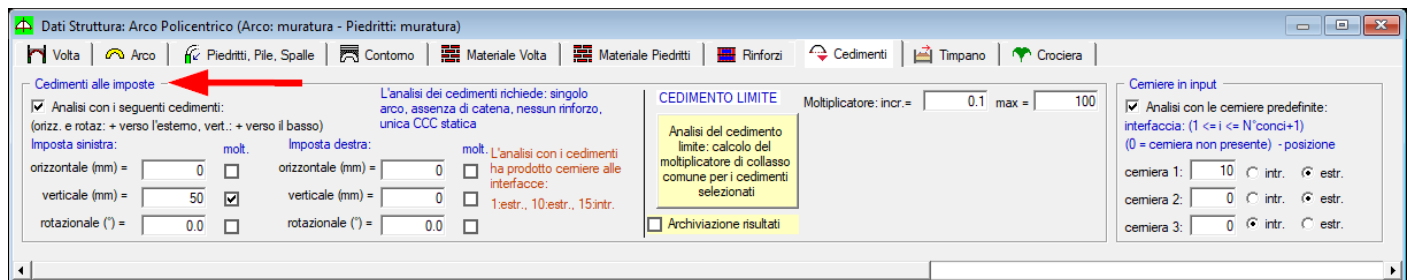 Dati Struttura: Arco Policentrico (Arco: muratura - Piedritti: muratura)
Volta Arco Piedritti, Pile, Spalle Contorno Materiale Volta Materiale Piedritti Rinforzi Cedimenti Timpano Crociera
Cedimenti alle imposte
Analisi con i seguenti cedimenti:
(orizz. e rotaz: + verso l'esterno, vert.: + verso il basso)
L'analisi dei cedimenti richiede: singolo
arco, assenza di catena, nessun rinforzo,
unica CCC statica
Imposta sinistra: molt.
orizzontale (mm) = 0
verticale (mm) = 50
rotazionale (°) = 0.0
Imposta destra: molt.
orizzontale (mm) = 0
verticale (mm) = 0
rotazionale (°) = 0.0
L'analisi con i cedimenti
ha prodotto cerniere alle
interfacce:
1:estr., 10:estr., 15:intr.
CEDIMENTO LIMITE
Moltiplicatore: incr.= 0.1 max = 100
Analisi del cedimento
limite: calcolo del
moltiplicatore di collasso
comune per i cedimenti
selezionati
Archiviazione risultati
Cerniere in input
Analisi con le cerniere predefinite:
interfaccia: (1 <= i <= N°conci+1)
(0 = cerniera non presente) - posizione
cerniera 1: 10 intr. estr.
cerniera 2: 0 intr. estr.
cerniera 3: 0 intr. estr.